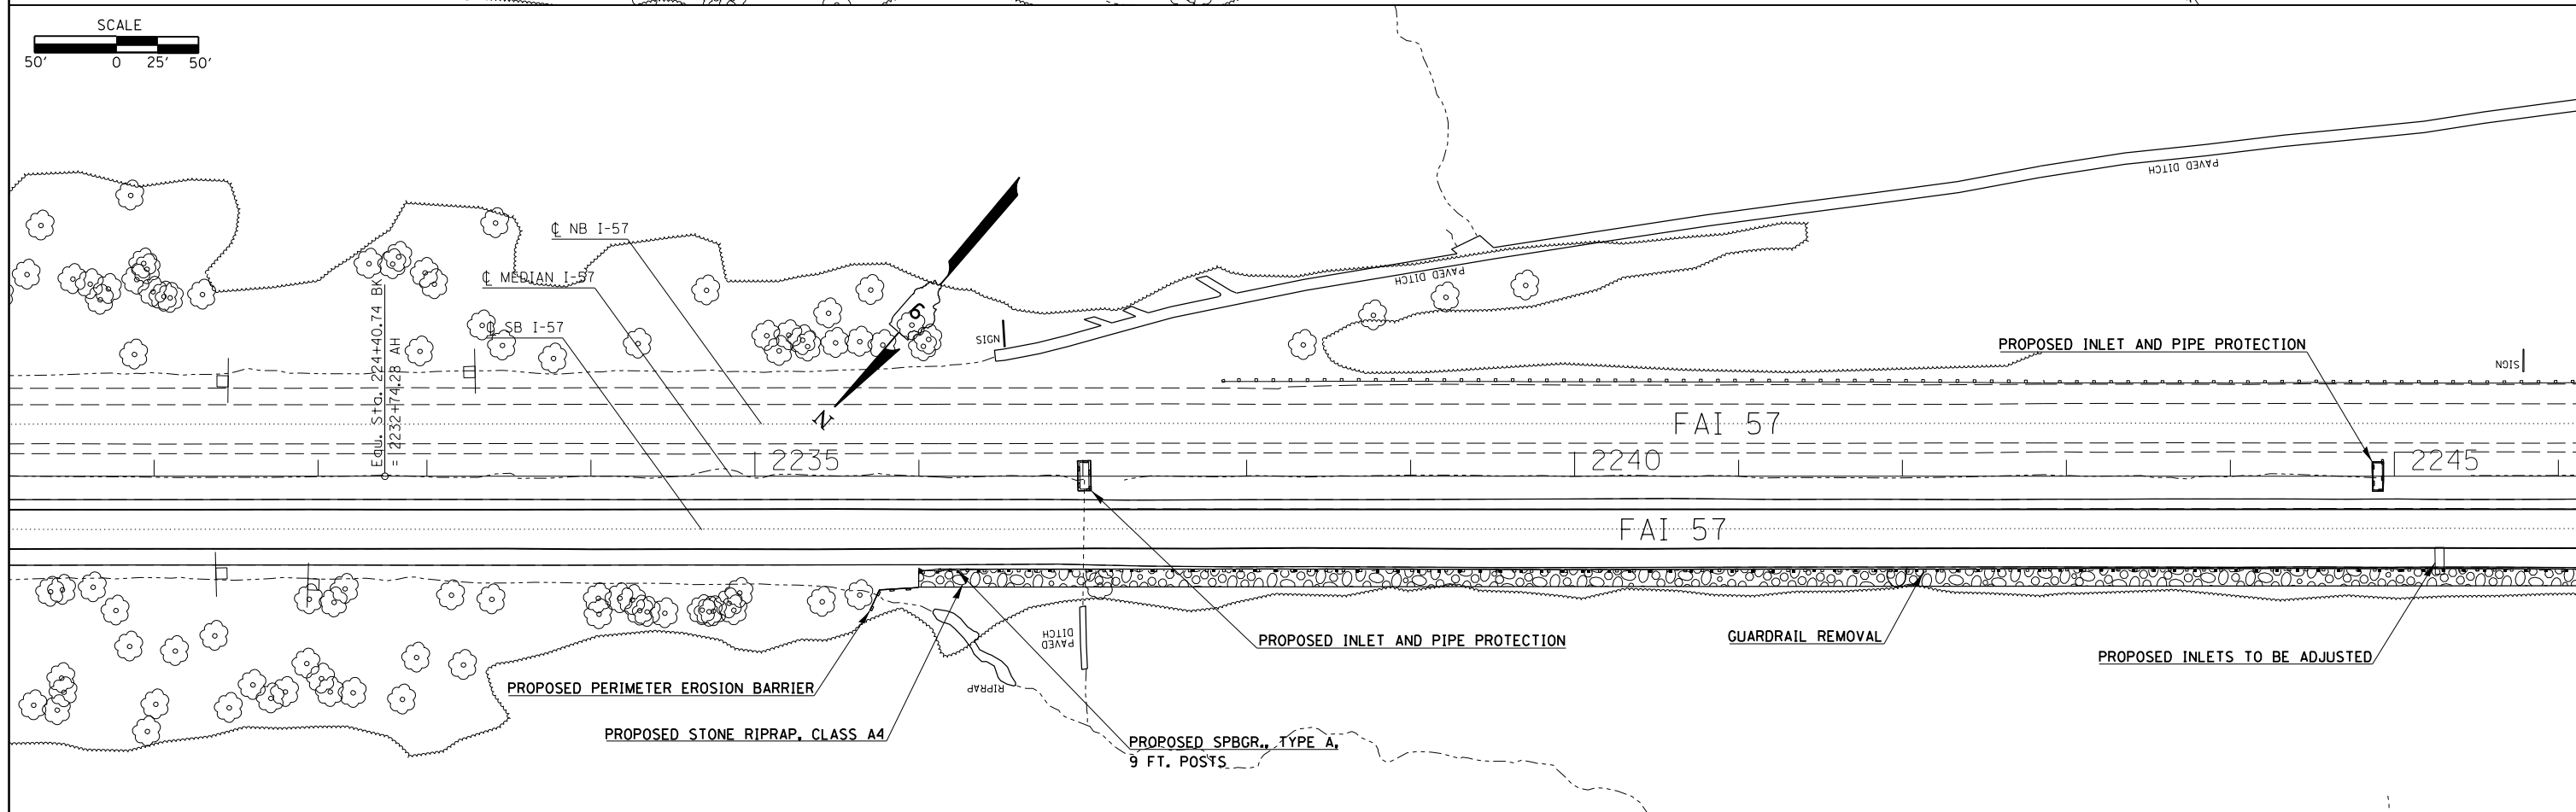 SCALE
50' 0 25' 50'
℄ NB I-57
℄ MEDIAN I-57
℄ SB I-57
Equ. Sta. 224+40.74 BK
= 2232+74.28 AH
6
N
SIGN
PAVED DITCH
PAVED DITCH
PROPOSED INLET AND PIPE PROTECTION
SIGN
FAI 57
2235
2240
2245
FAI 57
PAVED
DITCH
RIPRAP
PROPOSED INLET AND PIPE PROTECTION
GUARDRAIL REMOVAL
PROPOSED INLETS TO BE ADJUSTED
PROPOSED PERIMETER EROSION BARRIER
PROPOSED STONE RIPRAP, CLASS A4
PROPOSED SPBGR., TYPE A,
9 FT. POSTS